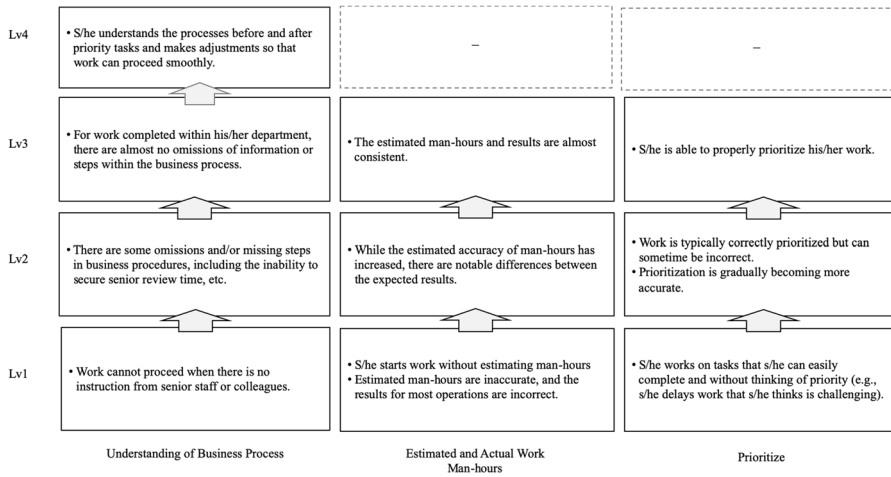 Lv4
• S/he understands the processes before and after
priority tasks and makes adjustments so that
work can proceed smoothly.
–
–
Lv3
• For work completed within his/her department,
there are almost no omissions of information or
steps within the business process.
• The estimated man-hours and results are almost
consistent.
• S/he is able to properly prioritize his/her work.
Lv2
• There are some omissions and/or missing steps
in business procedures, including the inability to
secure senior review time, etc.
• While the estimated accuracy of man-hours has
increased, there are notable differences between
the expected results.
• Work is typically correctly prioritized but can
sometime be incorrect.
• Prioritization is gradually becoming more
accurate.
Lv1
• Work cannot proceed when there is no
instruction from senior staff or colleagues.
• S/he starts work without estimating man-hours
• Estimated man-hours are inaccurate, and the
results for most operations are incorrect.
• S/he works on tasks that s/he can easily
complete and without thinking of priority (e.g.,
s/he delays work that s/he thinks is challenging).
Understanding of Business Process
Estimated and Actual Work
Man-hours
Prioritize